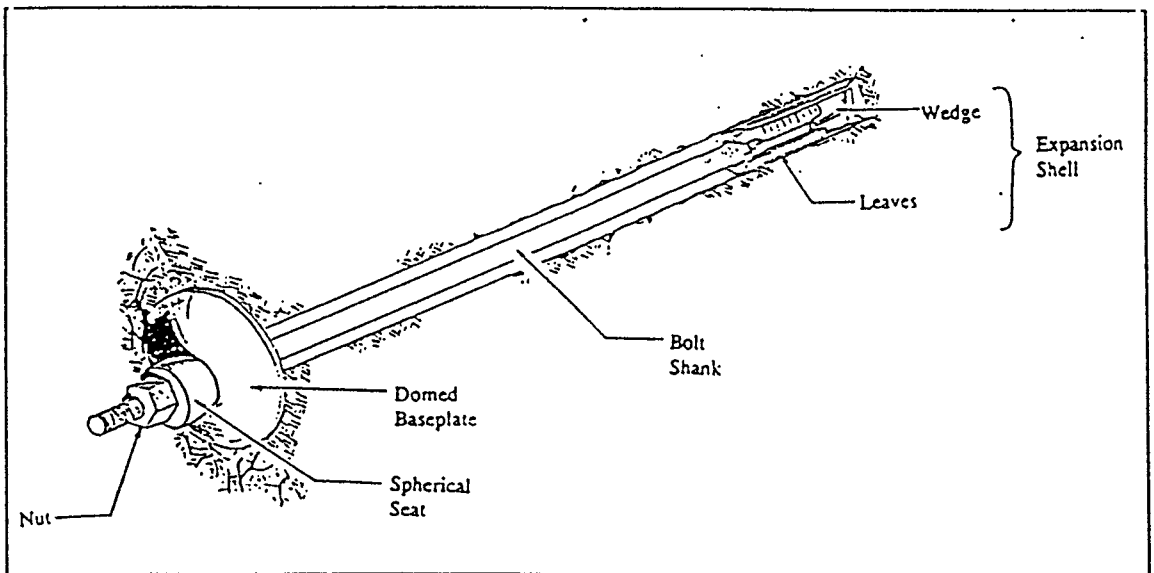 Wedge
Expansion
Shell
Leaves
Bolt
Shank
Domed
Baseplate
Spherical
Seat
Nut